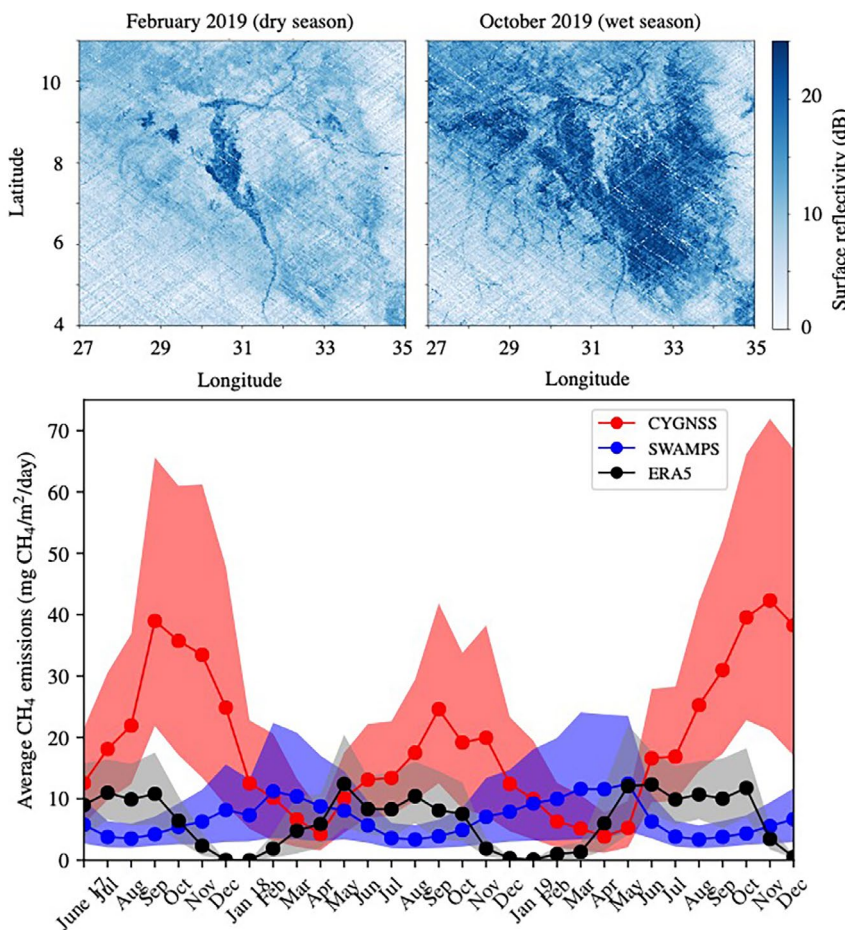 February 2019 (dry season)
October 2019 (wet season)
10
8
6
4
Latitude
27
29
31
33
35
27
29
31
33
35
Longitude
Longitude
20
10
0
Surface reflectivity (dB)
CYGNSS
SWAMPS
ERA5
70
60
50
40
30
20
10
0
Average CH₄ emissions (mg CH₄/m²/day)
June 17
Jul
Aug
Sep
Oct
Nov
Dec
Jan 18
Feb
Mar
Apr
May
Jun
Jul
Aug
Sep
Oct
Nov
Dec
Jan 19
Feb
Mar
Apr
May
Jun
Jul
Aug
Sep
Oct
Nov
Dec